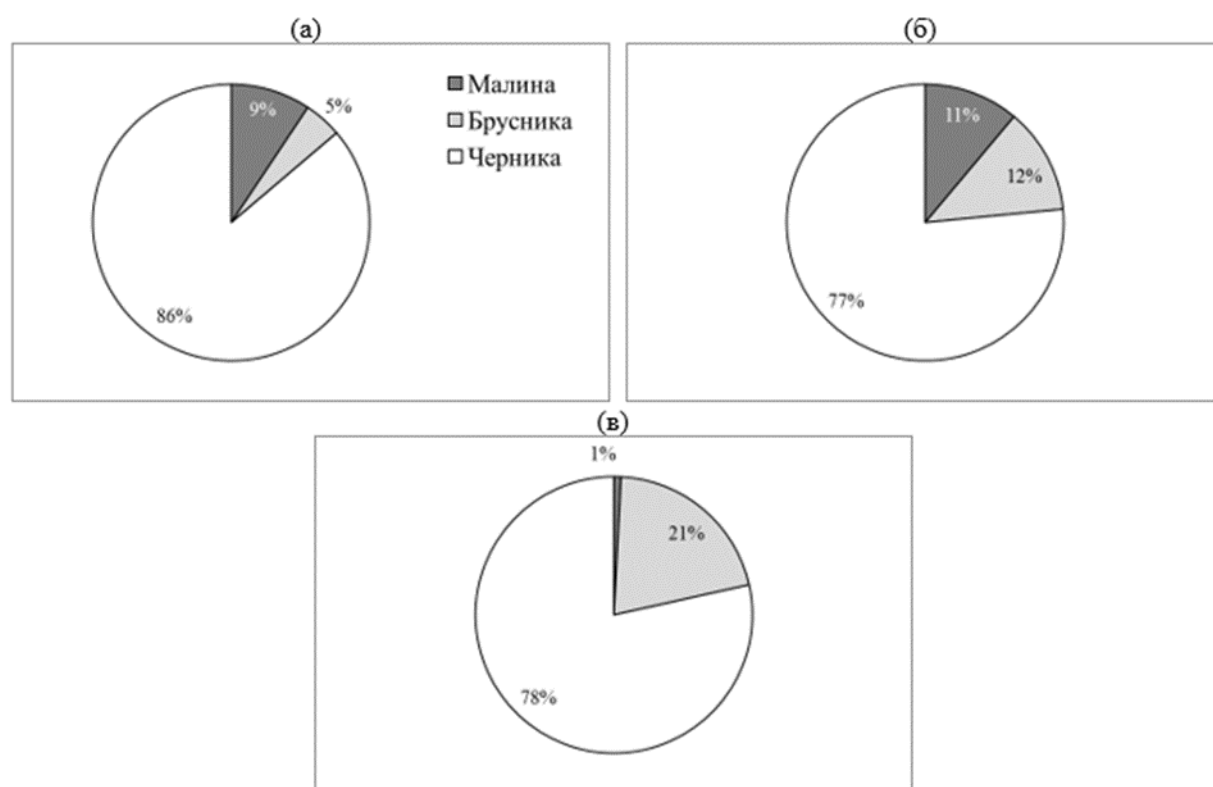 (а)
9%
5%
Малина
Брусника
Черника
86%
(б)
11%
12%
77%
(в)
1%
21%
78%